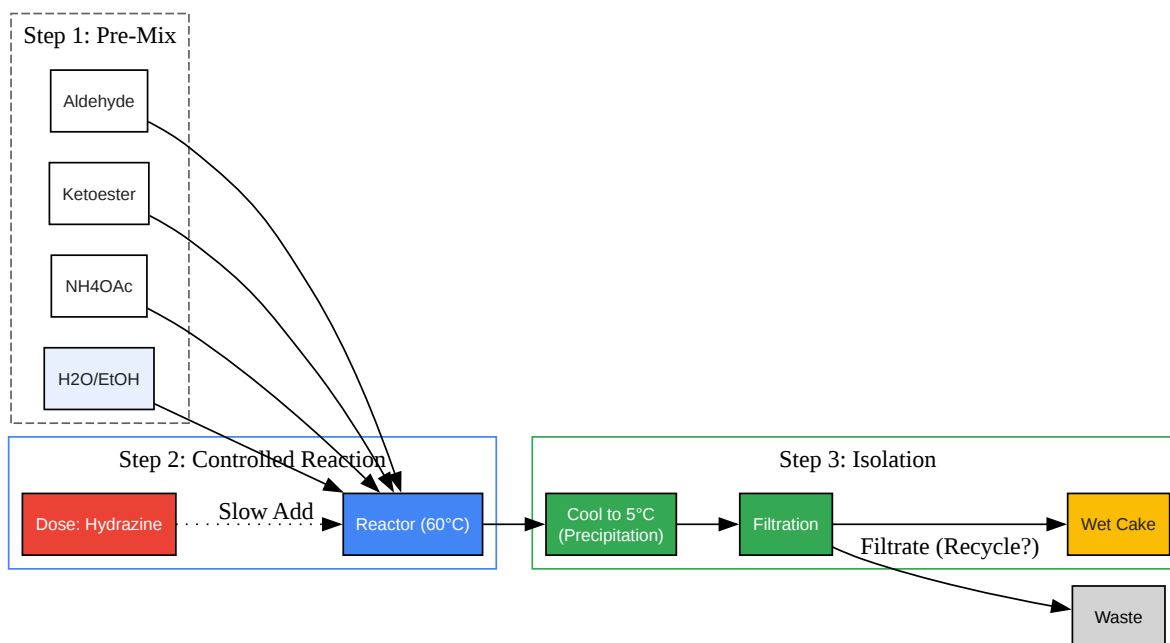 Step 1: Pre-Mix
Aldehyde
Ketoester
NH4OAc
H2O/EtOH
Step 2: Controlled Reaction
Dose: Hydrazine
Slow Add
Reactor (60°C)
Step 3: Isolation
Cool to 5°C
(Precipitation)
Filtration
Wet Cake
Filtrate (Recycle?)
Waste